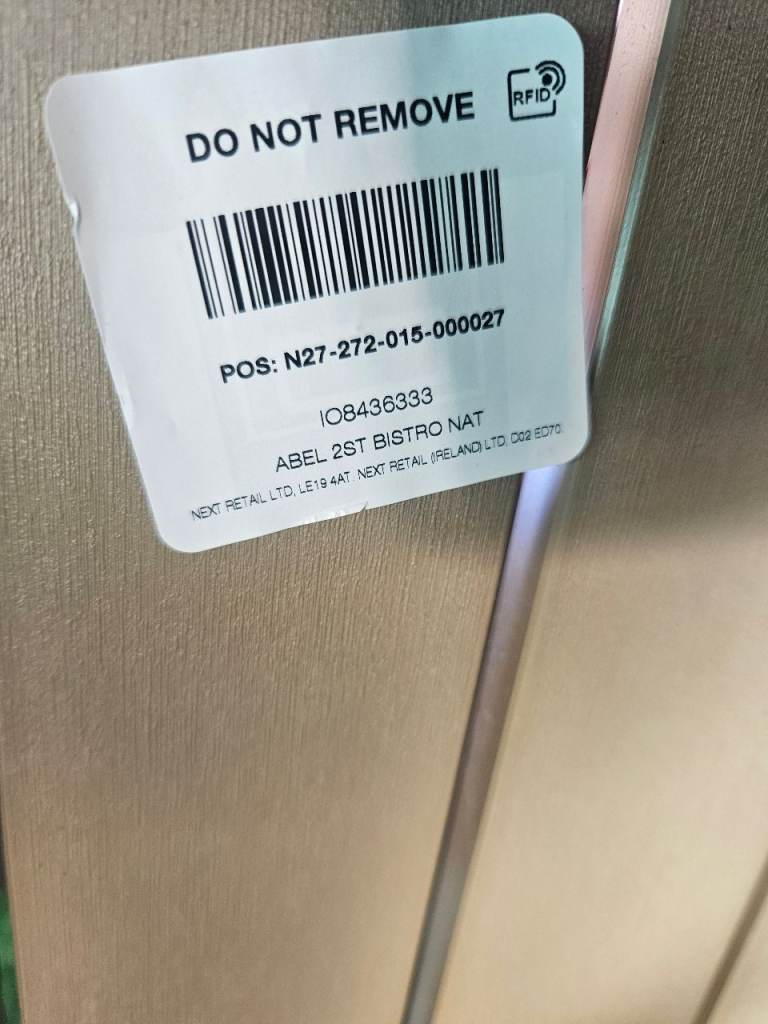 RFID
DO NOT REMOVE
POS: N27-272-015-000027
IO8436333
ABEL 2ST BISTRO NAT
NEXT RETAIL LTD, LE19 4AT. NEXT RETAIL (IRELAND) LTD, D02 ED70.